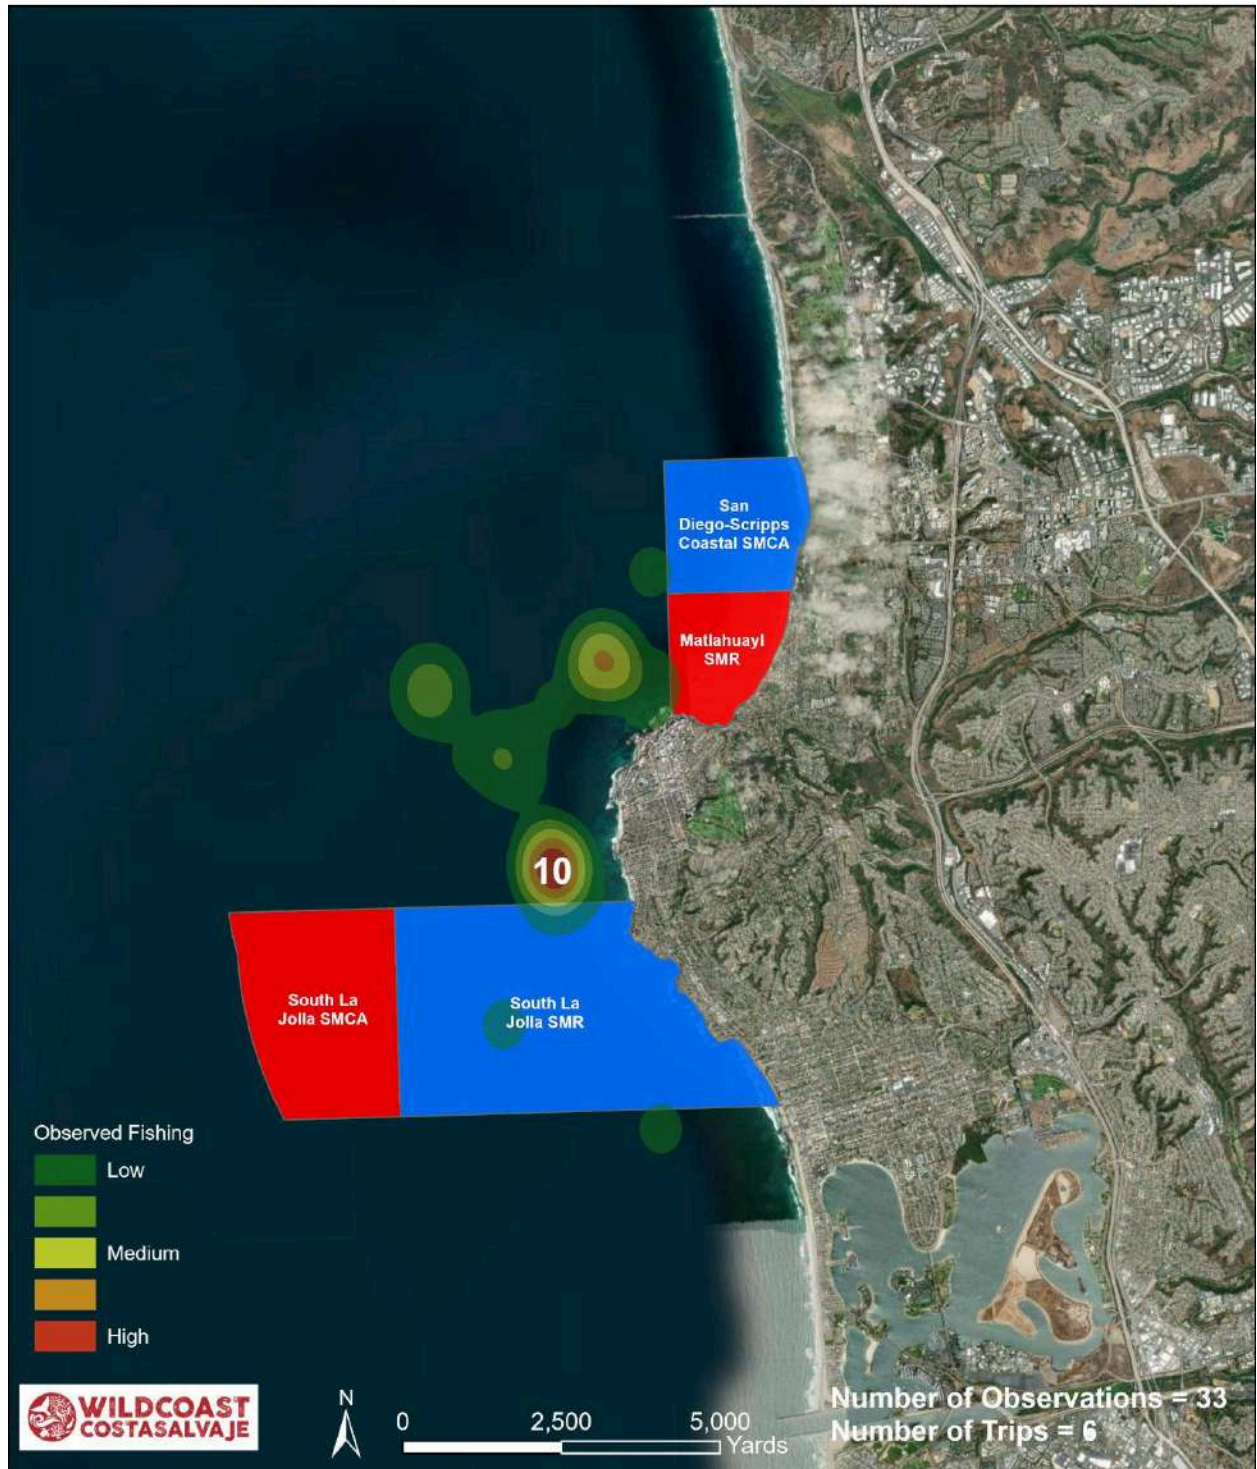 San
Diego-Scripps
Coastal SMCA
Matlahuayl
SMR
10
South La
Jolla SMCA
South La
Jolla SMR
Observed Fishing
Low
Medium
High
WILDCOAST
COSTASALVAJE
N
0 2,500 5,000
Yards
Number of Observations = 33
Number of Trips = 6